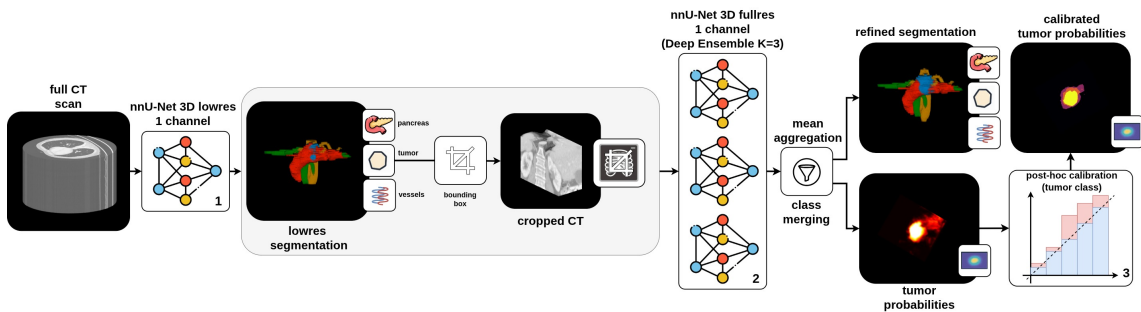 full CT
scan
nnU-Net 3D lowres
1 channel
1
pancreas
tumor
vessels
lowres
segmentation
bounding
box
cropped CT
nnU-Net 3D fullres
1 channel
(Deep Ensemble K=3)
2
mean
aggregation
class
merging
refined segmentation
tumor
probabilities
calibrated
tumor probabilities
post-hoc calibration
(tumor class)
3